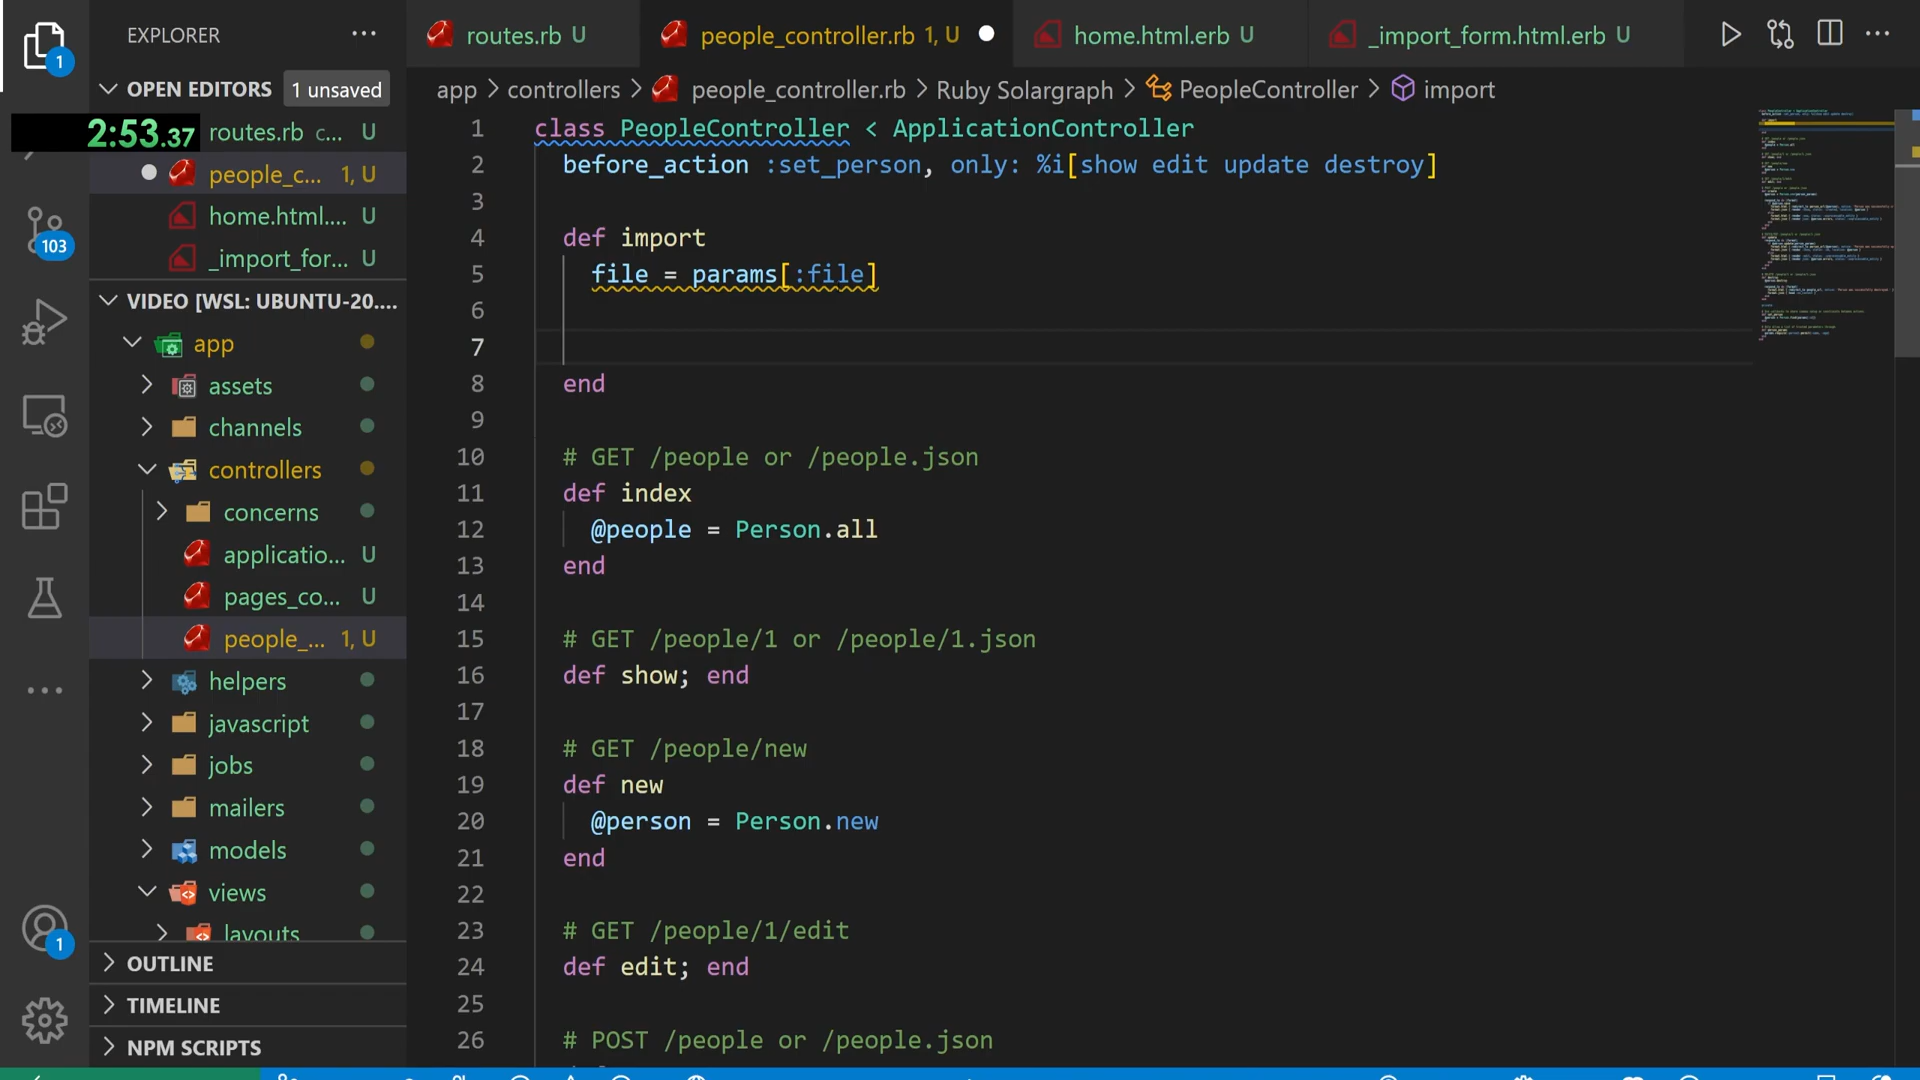 EXPLORER
OPEN EDITORS
1 unsaved
2:53.37
routes.rb c... U
people_c... 1, U
home.html.... U
_import_for... U
VIDEO [WSL: UBUNTU-20....
app
assets
channels
controllers
concerns
applicatio... U
pages_co... U
people_... 1, U
helpers
javascript
jobs
mailers
models
views
layouts
OUTLINE
TIMELINE
NPM SCRIPTS
1
103
1
routes.rb U
people_controller.rb 1, U
home.html.erb U
_import_form.html.erb U
app > controllers > people_controller.rb > Ruby Solargraph > PeopleController > import
1 class PeopleController < ApplicationController
2 before_action :set_person, only: %i[show edit update destroy]
3
4 def import
5 file = params[:file]
6
7
8 end
9
10 # GET /people or /people.json
11 def index
12 @people = Person.all
13 end
14
15 # GET /people/1 or /people/1.json
16 def show; end
17
18 # GET /people/new
19 def new
20 @person = Person.new
21 end
22
23 # GET /people/1/edit
24 def edit; end
25
26 # POST /people or /people.json